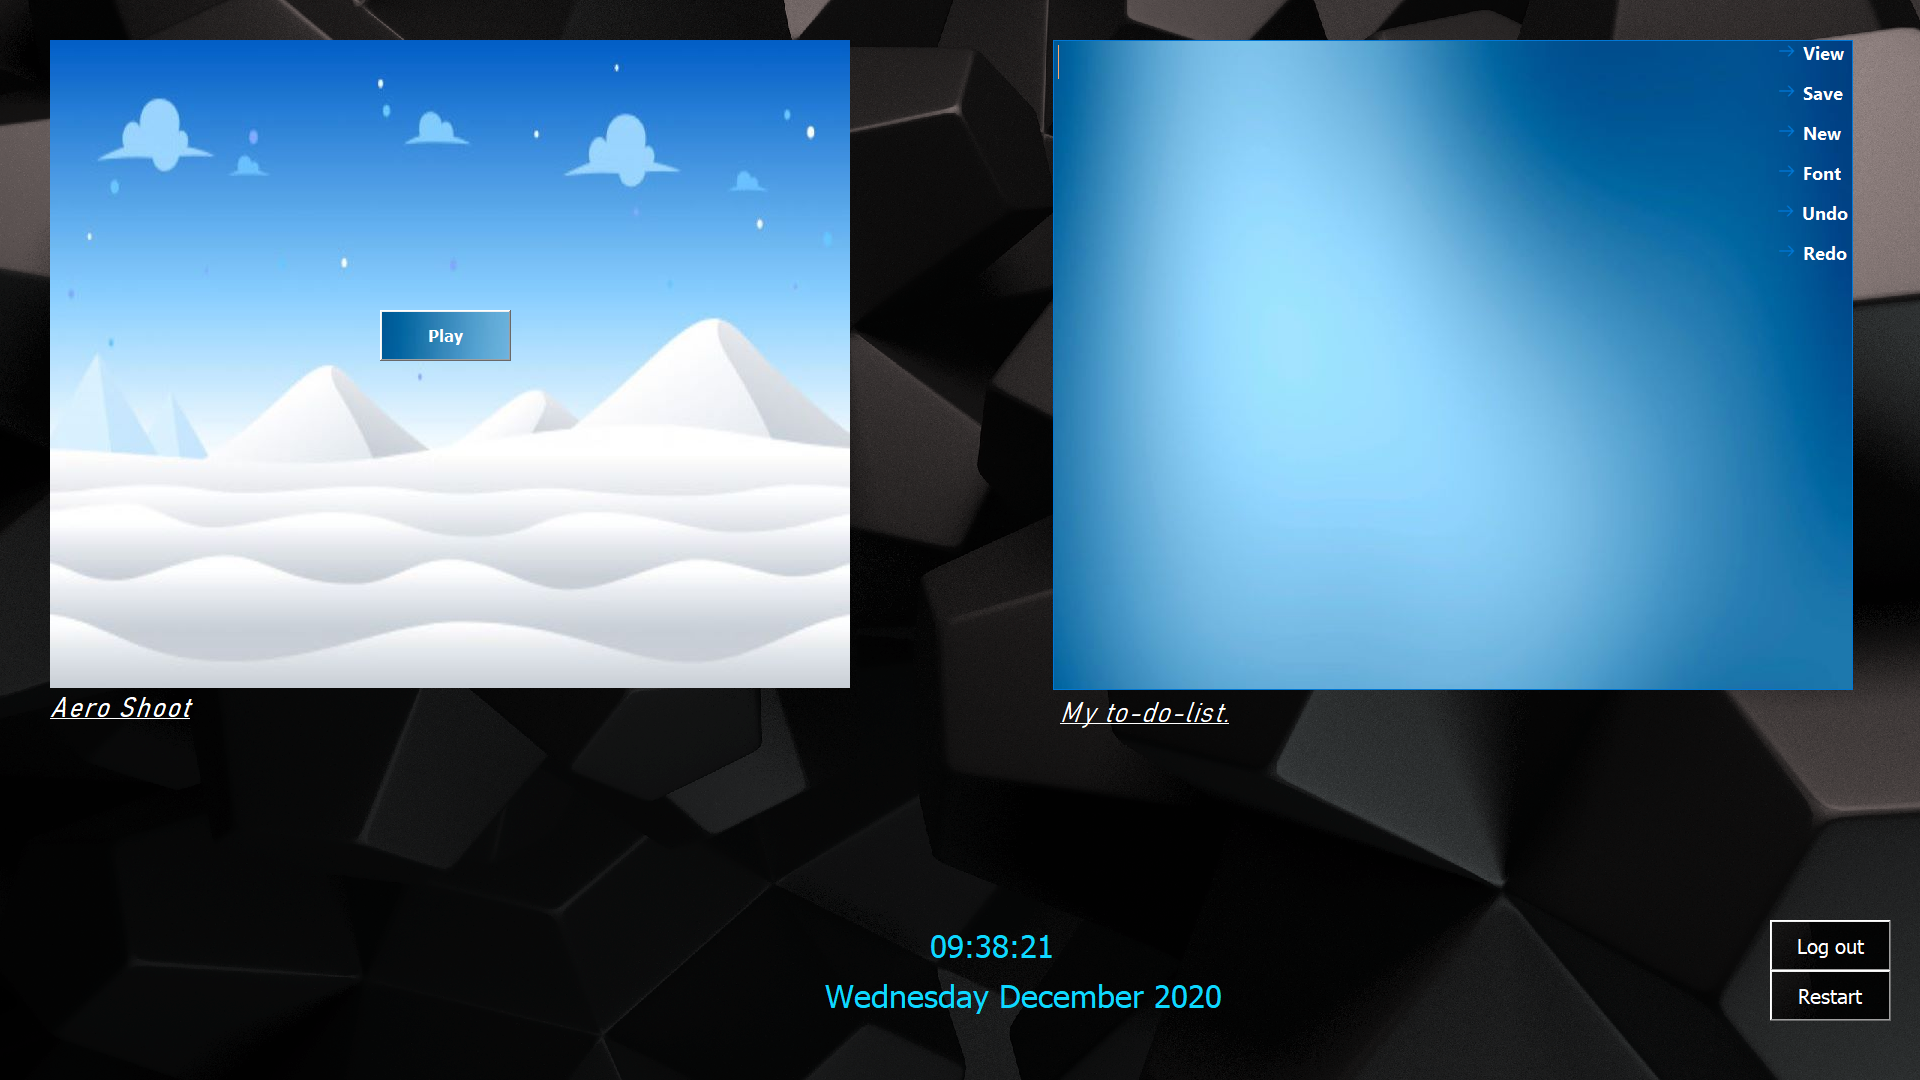 Play
Aero Shoot
View
Save
New
Font
Undo
Redo
My to-do-list.
09:38:21
Wednesday December 2020
Log out
Restart